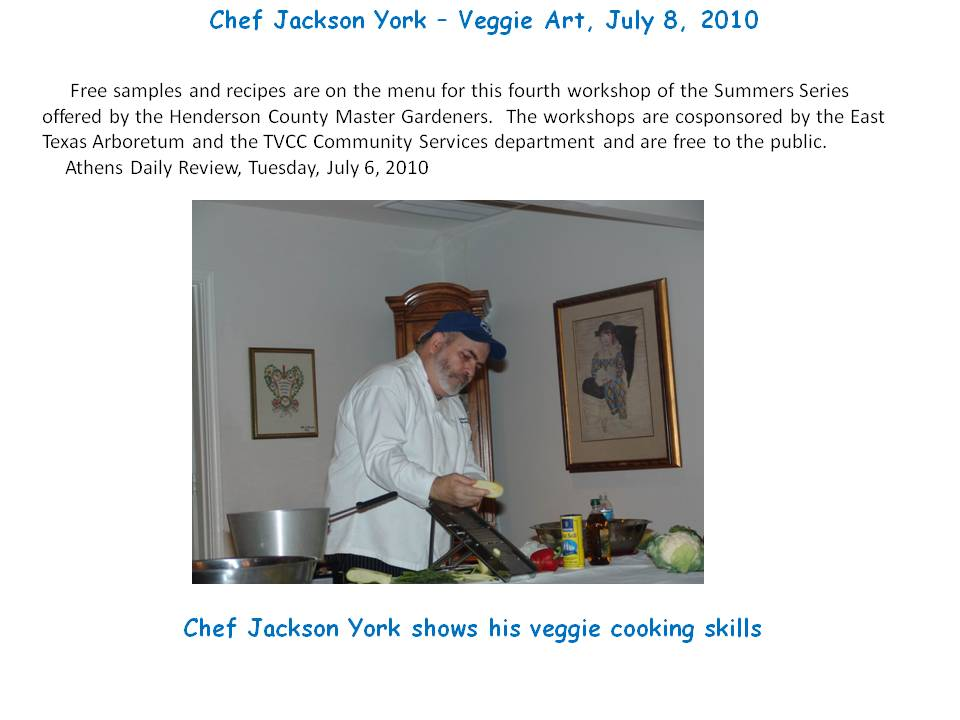 Chef Jackson York – Veggie Art, July 8, 2010
Free samples and recipes are on the menu for this fourth workshop of the Summers Series
offered by the Henderson County Master Gardeners.  The workshops are cosponsored by the East
Texas Arboretum and the TVCC Community Services department and are free to the public.
Athens Daily Review, Tuesday, July 6, 2010
Chef Jackson York shows his veggie cooking skills